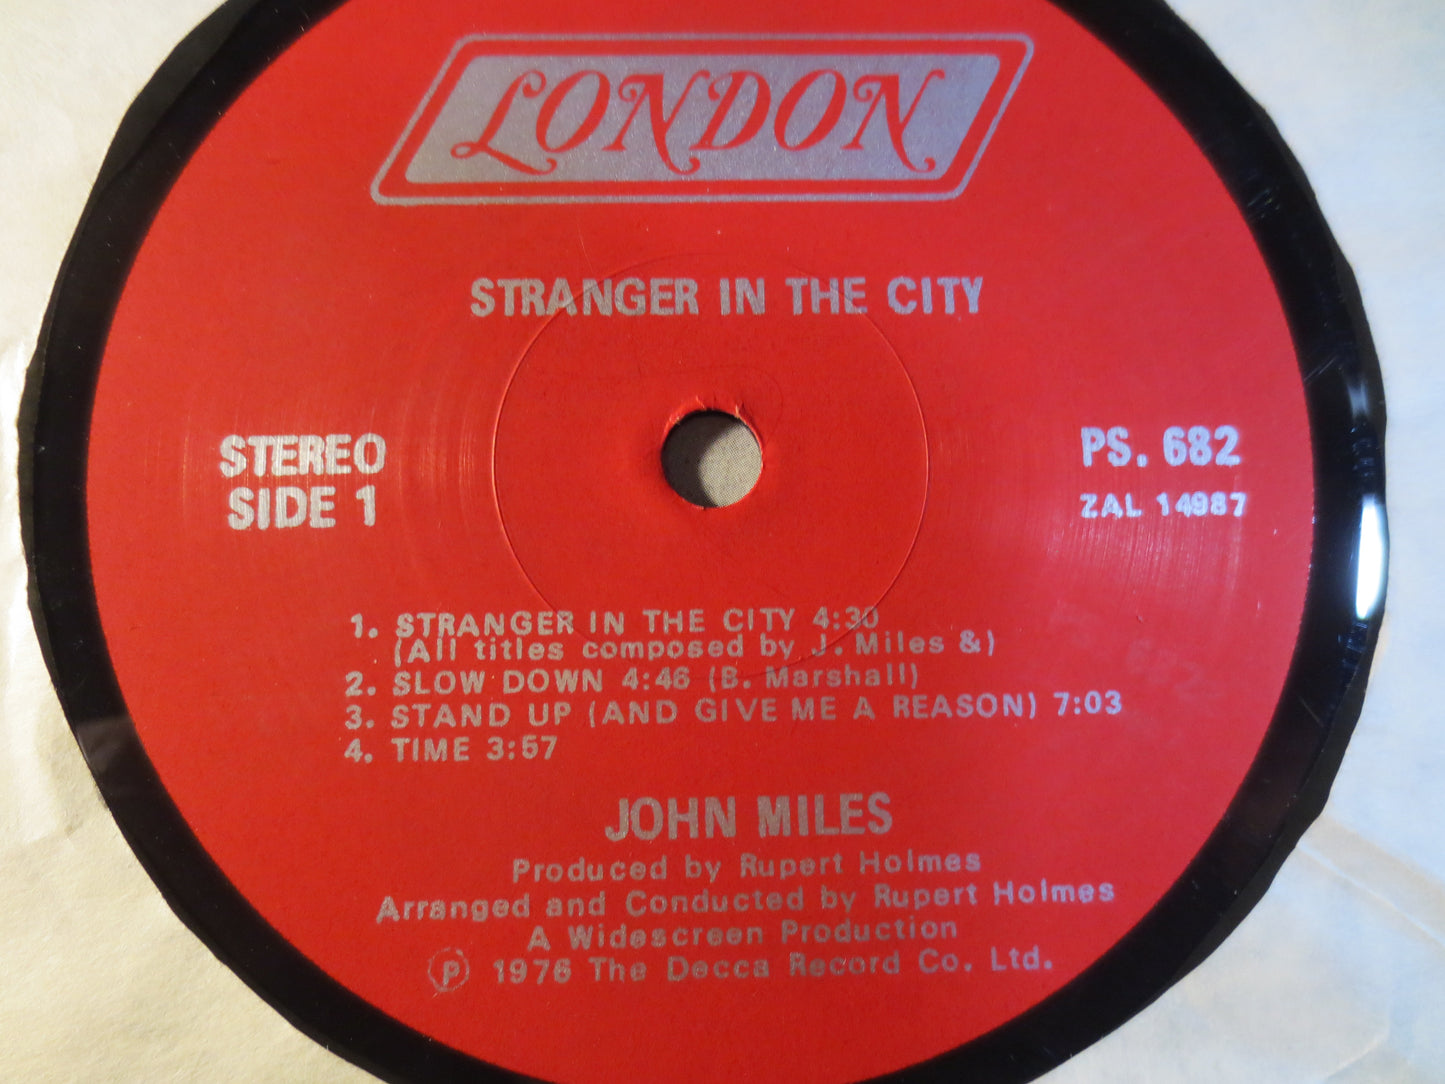 LONDON
STRANGER IN THE CITY
STEREO
SIDE 1
PS. 682
ZAL 14987
1. STRANGER IN THE CITY 4:30
(All titles composed by J. Miles &)
2. SLOW DOWN 4:46 (B. Marshall)
3. STAND UP (AND GIVE ME A REASON) 7:03
4. TIME 3:57
JOHN MILES
Produced by Rupert Holmes
Arranged and Conducted by Rupert Holmes
A Widescreen Production
Ⓟ 1976 The Decca Record Co. Ltd.